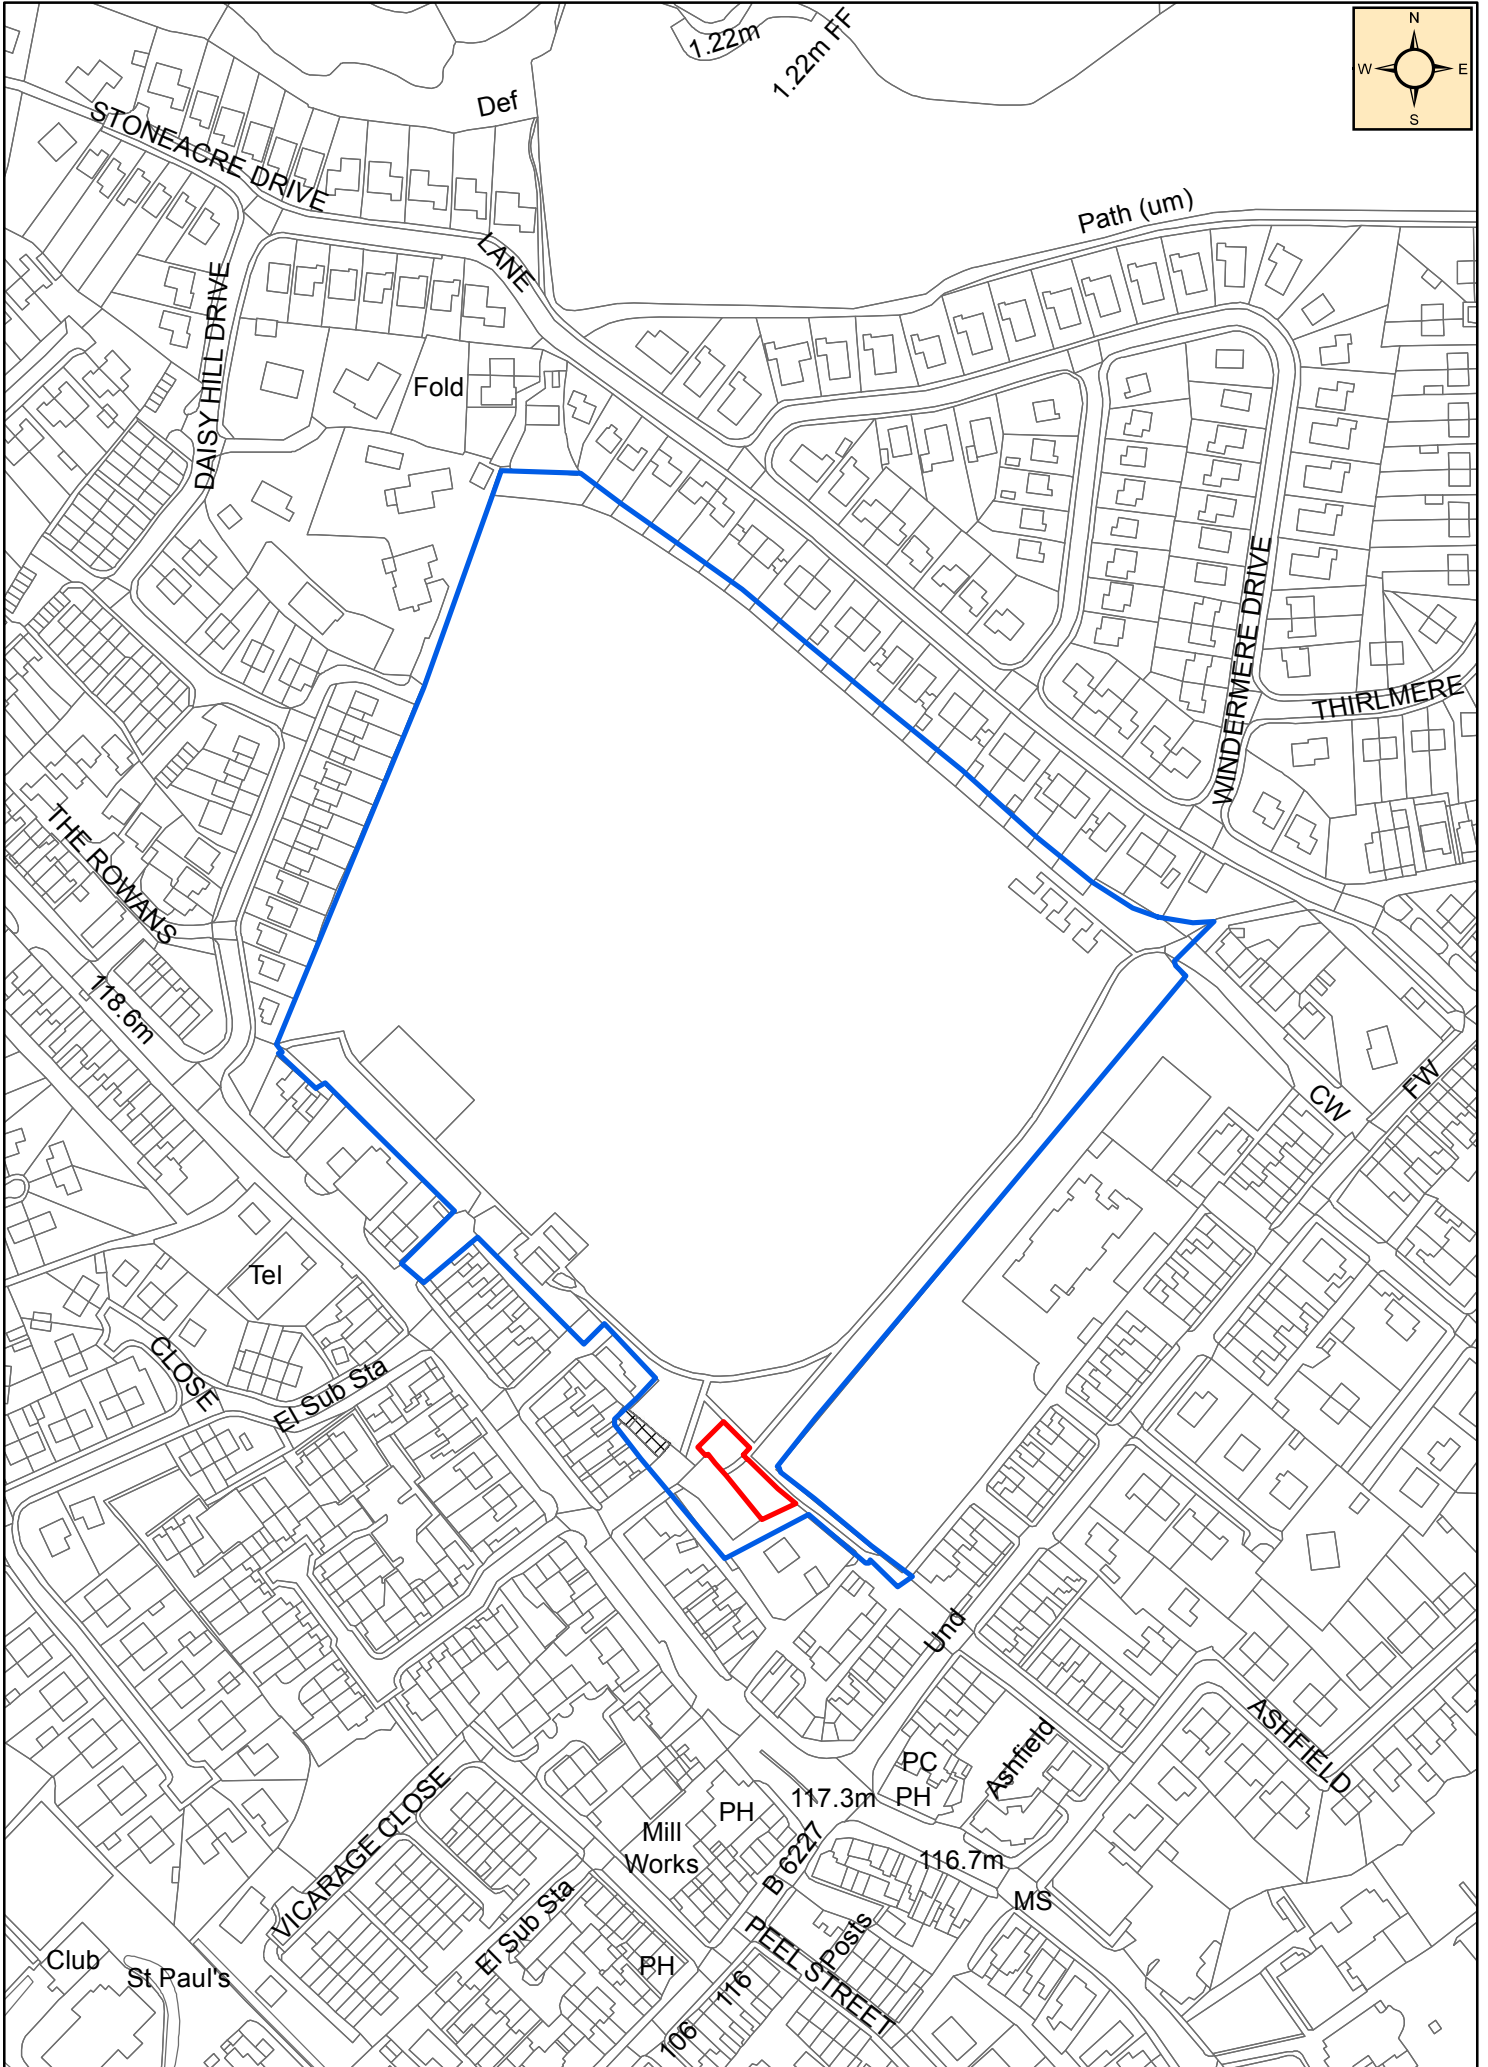 N
W E
S
1.22m
1.22m FF
Def
STONEACRE DRIVE
Path (um)
LANE
DAISY HILL DRIVE
Fold
WINDERMERE DRIVE
THIRLMERE
THE ROWANS
118.6m
CW
FW
Tel
CLOSE
El Sub Sta
Und
ASHFIELD
Ashfield
PC
PH
117.3m
PH
Mill
Works
B 6227
116.7m
VICARAGE CLOSE
MS
El Sub Sta
Posts
PEEL STREET
Club
St Paul's
PH
116
106